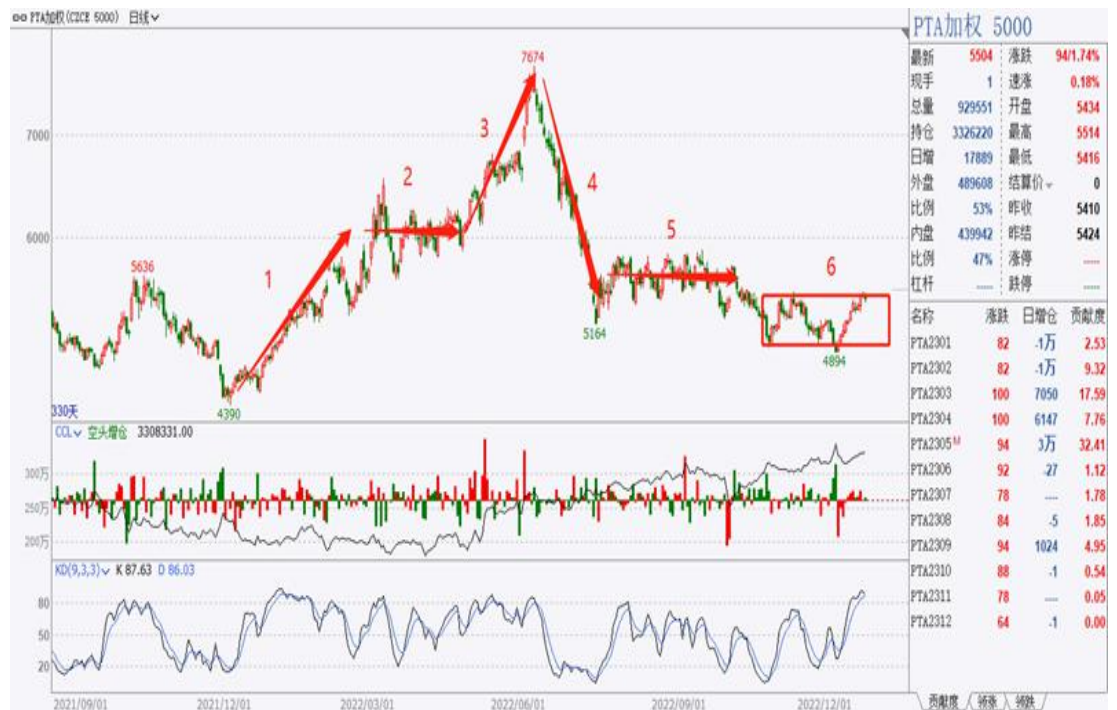 PTA加权(CZCE 5000) 日线
7674
7000
3
2
4
6000
5
6
5636
1
5164
4894
4390
330天
CCL 空头增仓 3308331.00
300万
250万
200万
KD(9,3,3) K 87.63 D 86.03
80
50
20
2021/09/01 2021/12/01 2022/03/01 2022/06/01 2022/09/01 2022/12/01
PTA加权 5000
最新 5504 涨跌 94/1.74%
现手 1 速涨 0.18%
总量 929551 开盘 5434
持仓 3326220 最高 5514
日增 17889 最低 5416
外盘 489608 结算价 0
比例 53% 昨收 5410
内盘 439942 昨结 5424
比例 47% 涨停 -----
杠杆 ----- 跌停 -----
名称 涨跌 日增仓 贡献度
PTA2301 82 -1万 2.53
PTA2302 82 -1万 9.32
PTA2303 100 7050 17.59
PTA2304 100 6147 7.76
PTA2305 M 94 3万 32.41
PTA2306 92 -27 1.12
PTA2307 78 ---- 1.78
PTA2308 84 -5 1.85
PTA2309 94 1024 4.95
PTA2310 88 -1 0.54
PTA2311 78 ---- 0.05
PTA2312 64 -1 0.00
贡献度 领涨 领跌